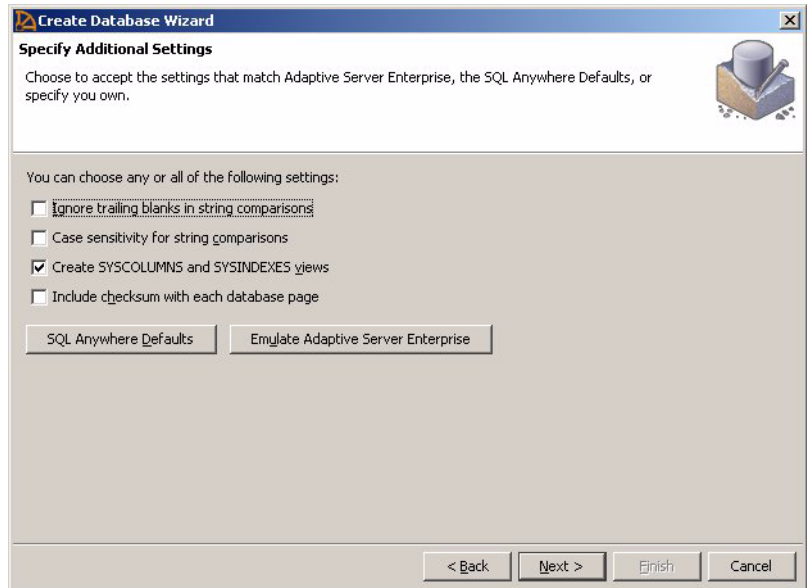 Create Database Wizard
Specify Additional Settings
Choose to accept the settings that match Adaptive Server Enterprise, the SQL Anywhere Defaults, or
specify you own.
You can choose any or all of the following settings:
Ignore trailing blanks in string comparisons
Case sensitivity for string comparisons
Create SYSCOLUMNS and SYSINDEXES views
Include checksum with each database page
SQL Anywhere Defaults
Emulate Adaptive Server Enterprise
< Back
Next >
Finish
Cancel